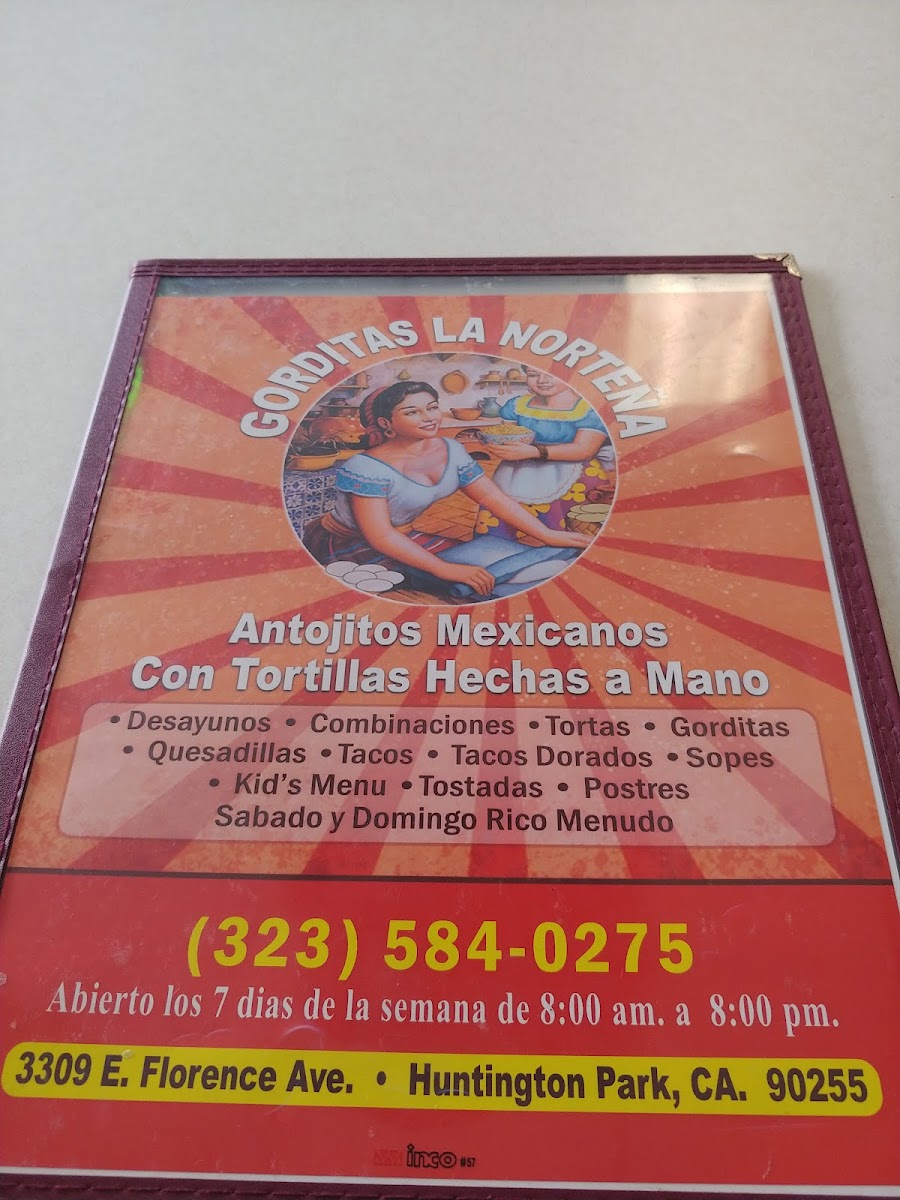 GORDITAS LA NORTEÑA
Antojitos Mexicanos
Con Tortillas Hechas a Mano
• Desayunos • Combinaciones • Tortas • Gorditas
• Quesadillas • Tacos • Tacos Dorados • Sopes
• Kid's Menu • Tostadas • Postres
Sabado y Domingo Rico Menudo
(323) 584-0275
Abierto los 7 dias de la semana de 8:00 am. a 8:00 pm.
3309 E. Florence Ave. • Huntington Park, CA. 90255
inco #57